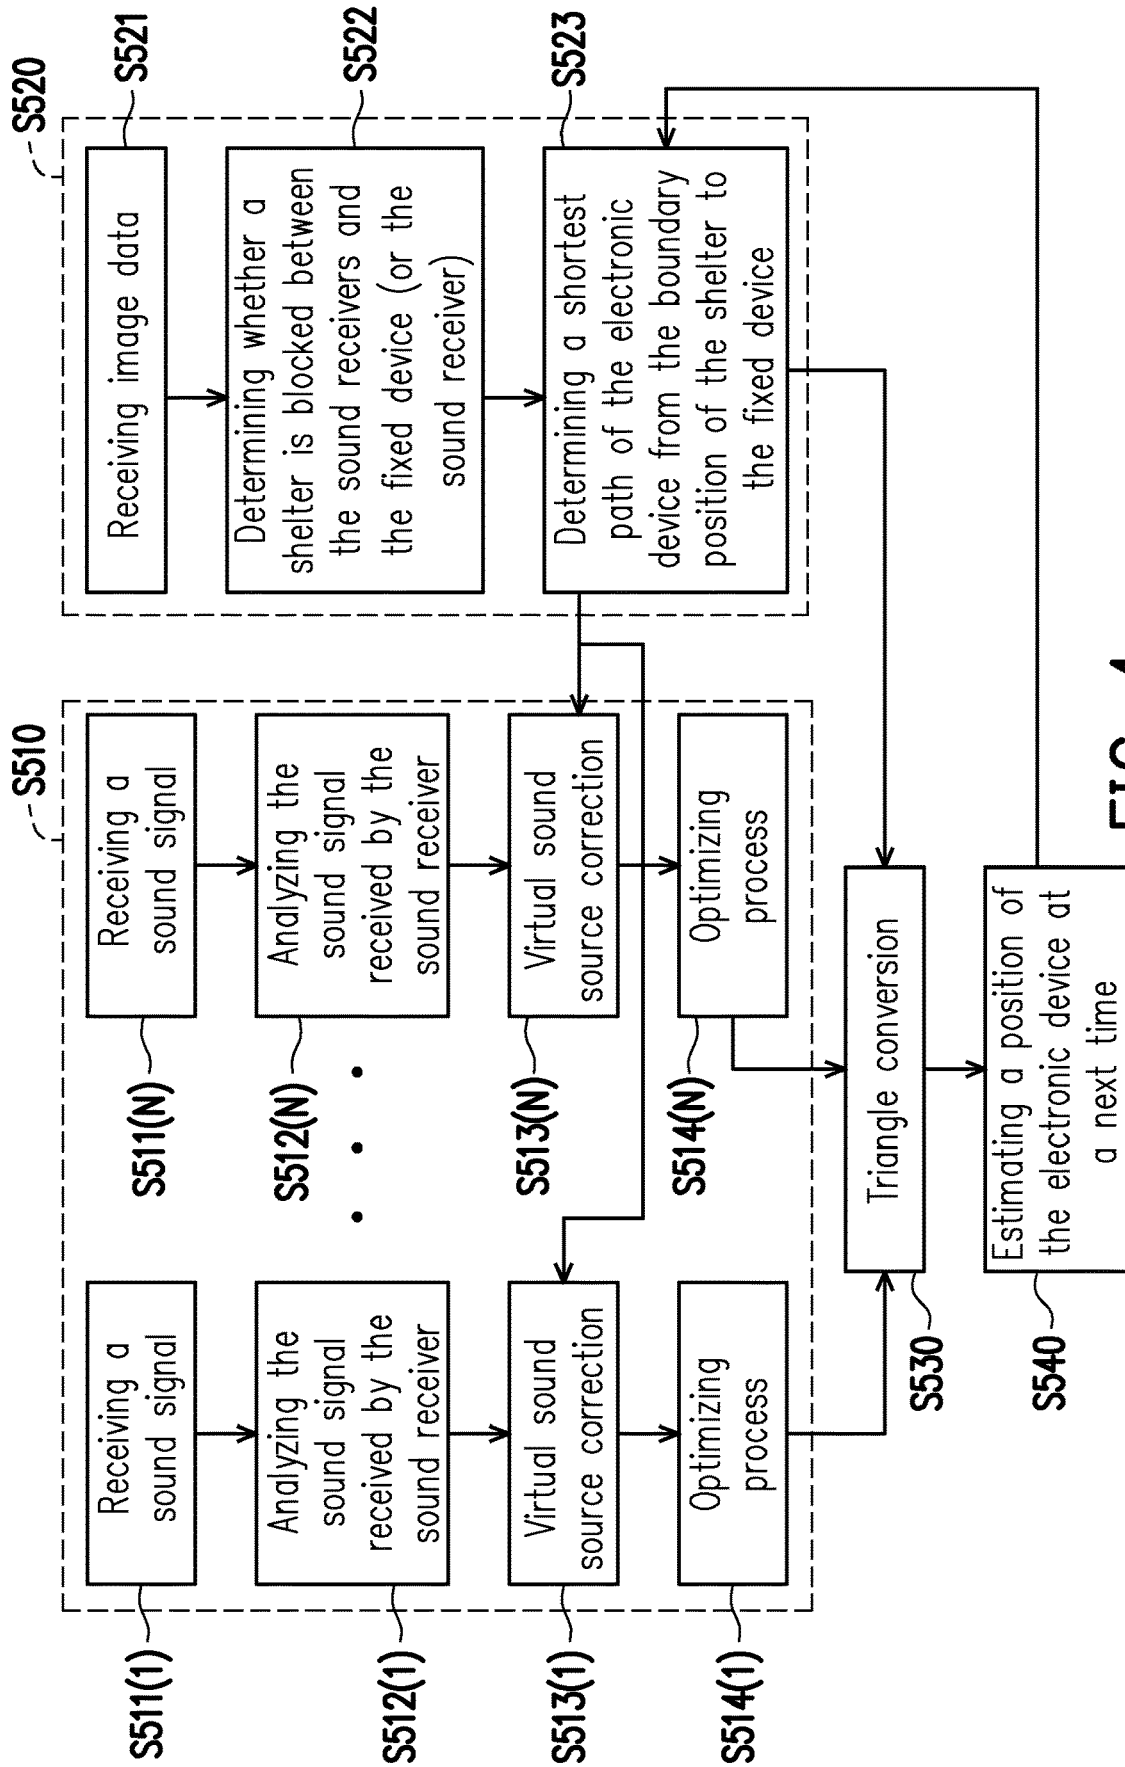 S510
S520
S511(1)
Receiving a
sound signal
S512(1)
Analyzing the
sound signal
received by the
sound receiver
S513(1)
Virtual sound
source correction
S514(1)
Optimizing
process
S511(N)
Receiving a
sound signal
S512(N)
Analyzing the
sound signal
received by the
sound receiver
S513(N)
Virtual sound
source correction
S514(N)
Optimizing
process
S521
Receiving image data
S522
Determining whether a
shelter is blocked between
the sound receivers and
the fixed device (or the
sound receiver)
S523
Determining a shortest
path of the electronic
device from the boundary
position of the shelter to
the fixed device
S530
Triangle conversion
S540
Estimating a position of
the electronic device at
a next time